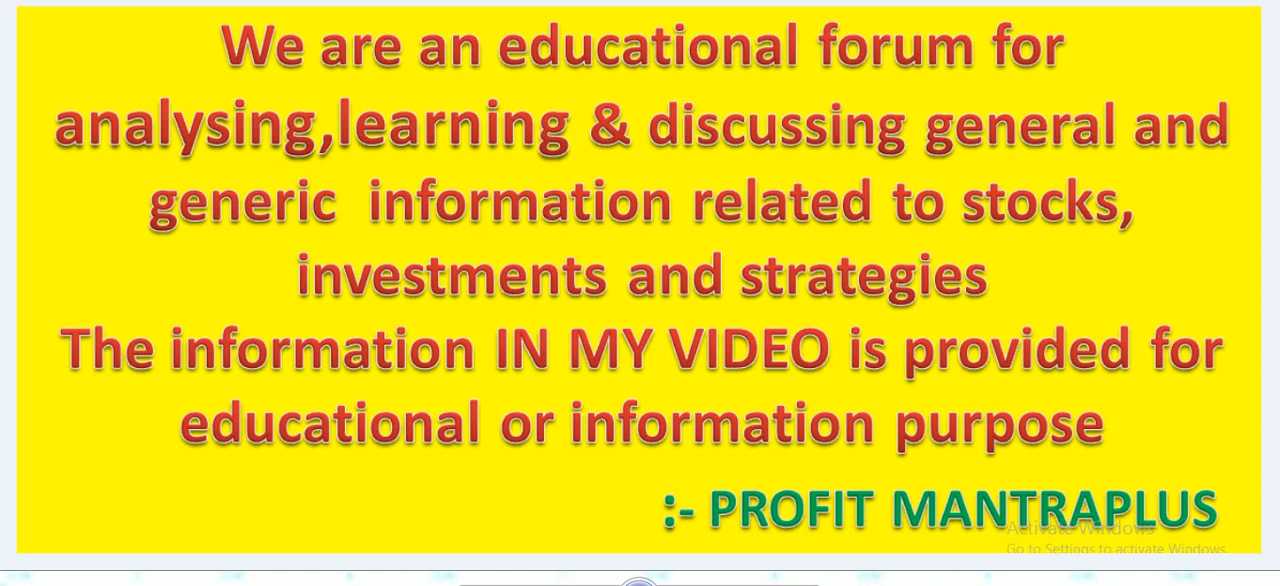 We are an educational forum for
analysing,learning & discussing general and
generic information related to stocks,
investments and strategies
The information IN MY VIDEO is provided for
educational or information purpose
:- PROFIT MANTRAPLUS
Activate Windows
Go to Settings to activate Windows.